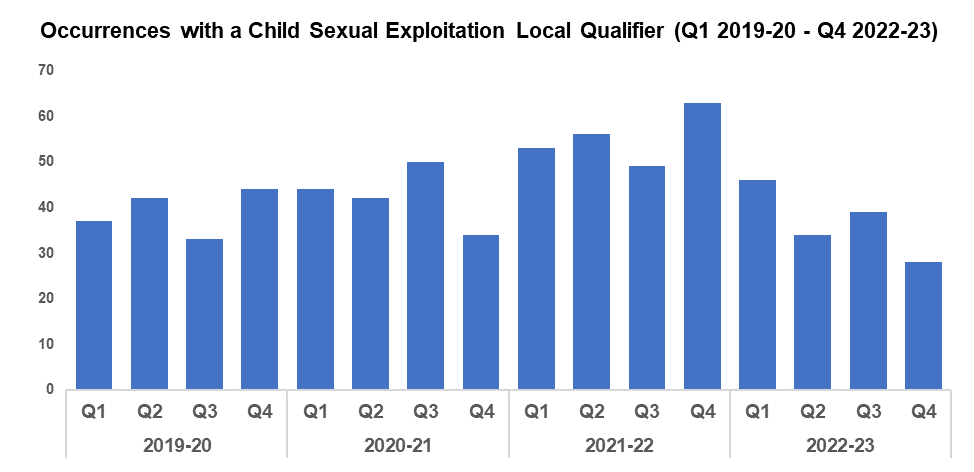 Occurrences with a Child Sexual Exploitation Local Qualifier (Q1 2019-20 - Q4 2022-23)
70
60
50
40
30
20
10
0
Q1 Q2 Q3 Q4 Q1 Q2 Q3 Q4 Q1 Q2 Q3 Q4 Q1 Q2 Q3 Q4
2019-20 2020-21 2021-22 2022-23